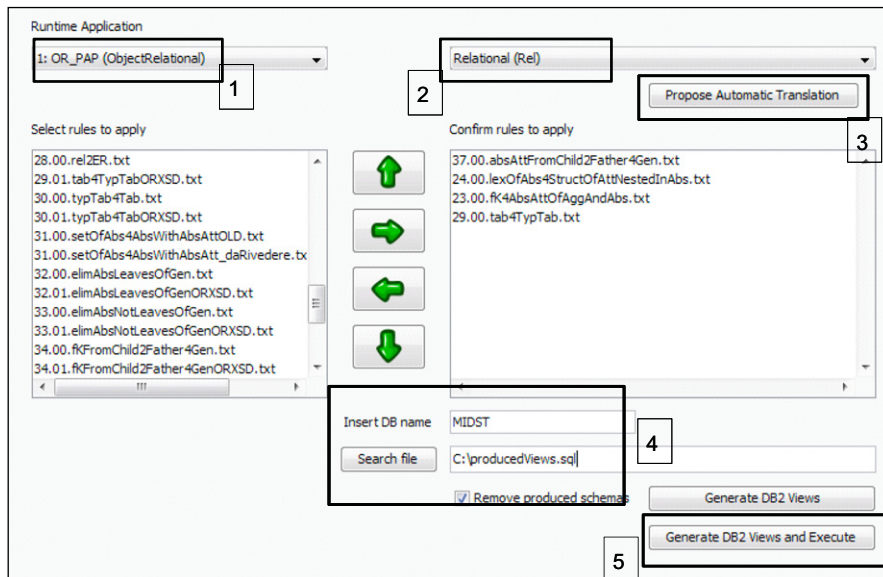 Runtime Application
1: OR_PAP (ObjectRelational)
1
Relational (Rel)
2
Propose Automatic Translation
3
Select rules to apply
28.00.rel2ER.txt
29.01.tab4TypTabORXSD.txt
30.00.typTab4Tab.txt
30.01.typTab4TabORXSD.txt
31.00.setOfAbs4AbsWithAbsAttOLD.txt
31.00.setOfAbs4AbsWithAbsAtt_daRivedere.tx
32.00.elimAbsLeavesOfGen.txt
32.01.elimAbsLeavesOfGenORXSD.txt
33.00.elimAbsNotLeavesOfGen.txt
33.01.elimAbsNotLeavesOfGenORXSD.txt
34.00.fKFromChild2Father4Gen.txt
34.01.fKFromChild2Father4GenORXSD.txt
Confirm rules to apply
37.00.absAttFromChild2Father4Gen.txt
24.00.lexOfAbs4StructOfAttNestedInAbs.txt
23.00.fK4AbsAttOfAggAndAbs.txt
29.00.tab4TypTab.txt
Insert DB name
MIDST
4
Search file
C:\producedViews.sql
Remove produced schemas
Generate DB2 Views
Generate DB2 Views and Execute
5